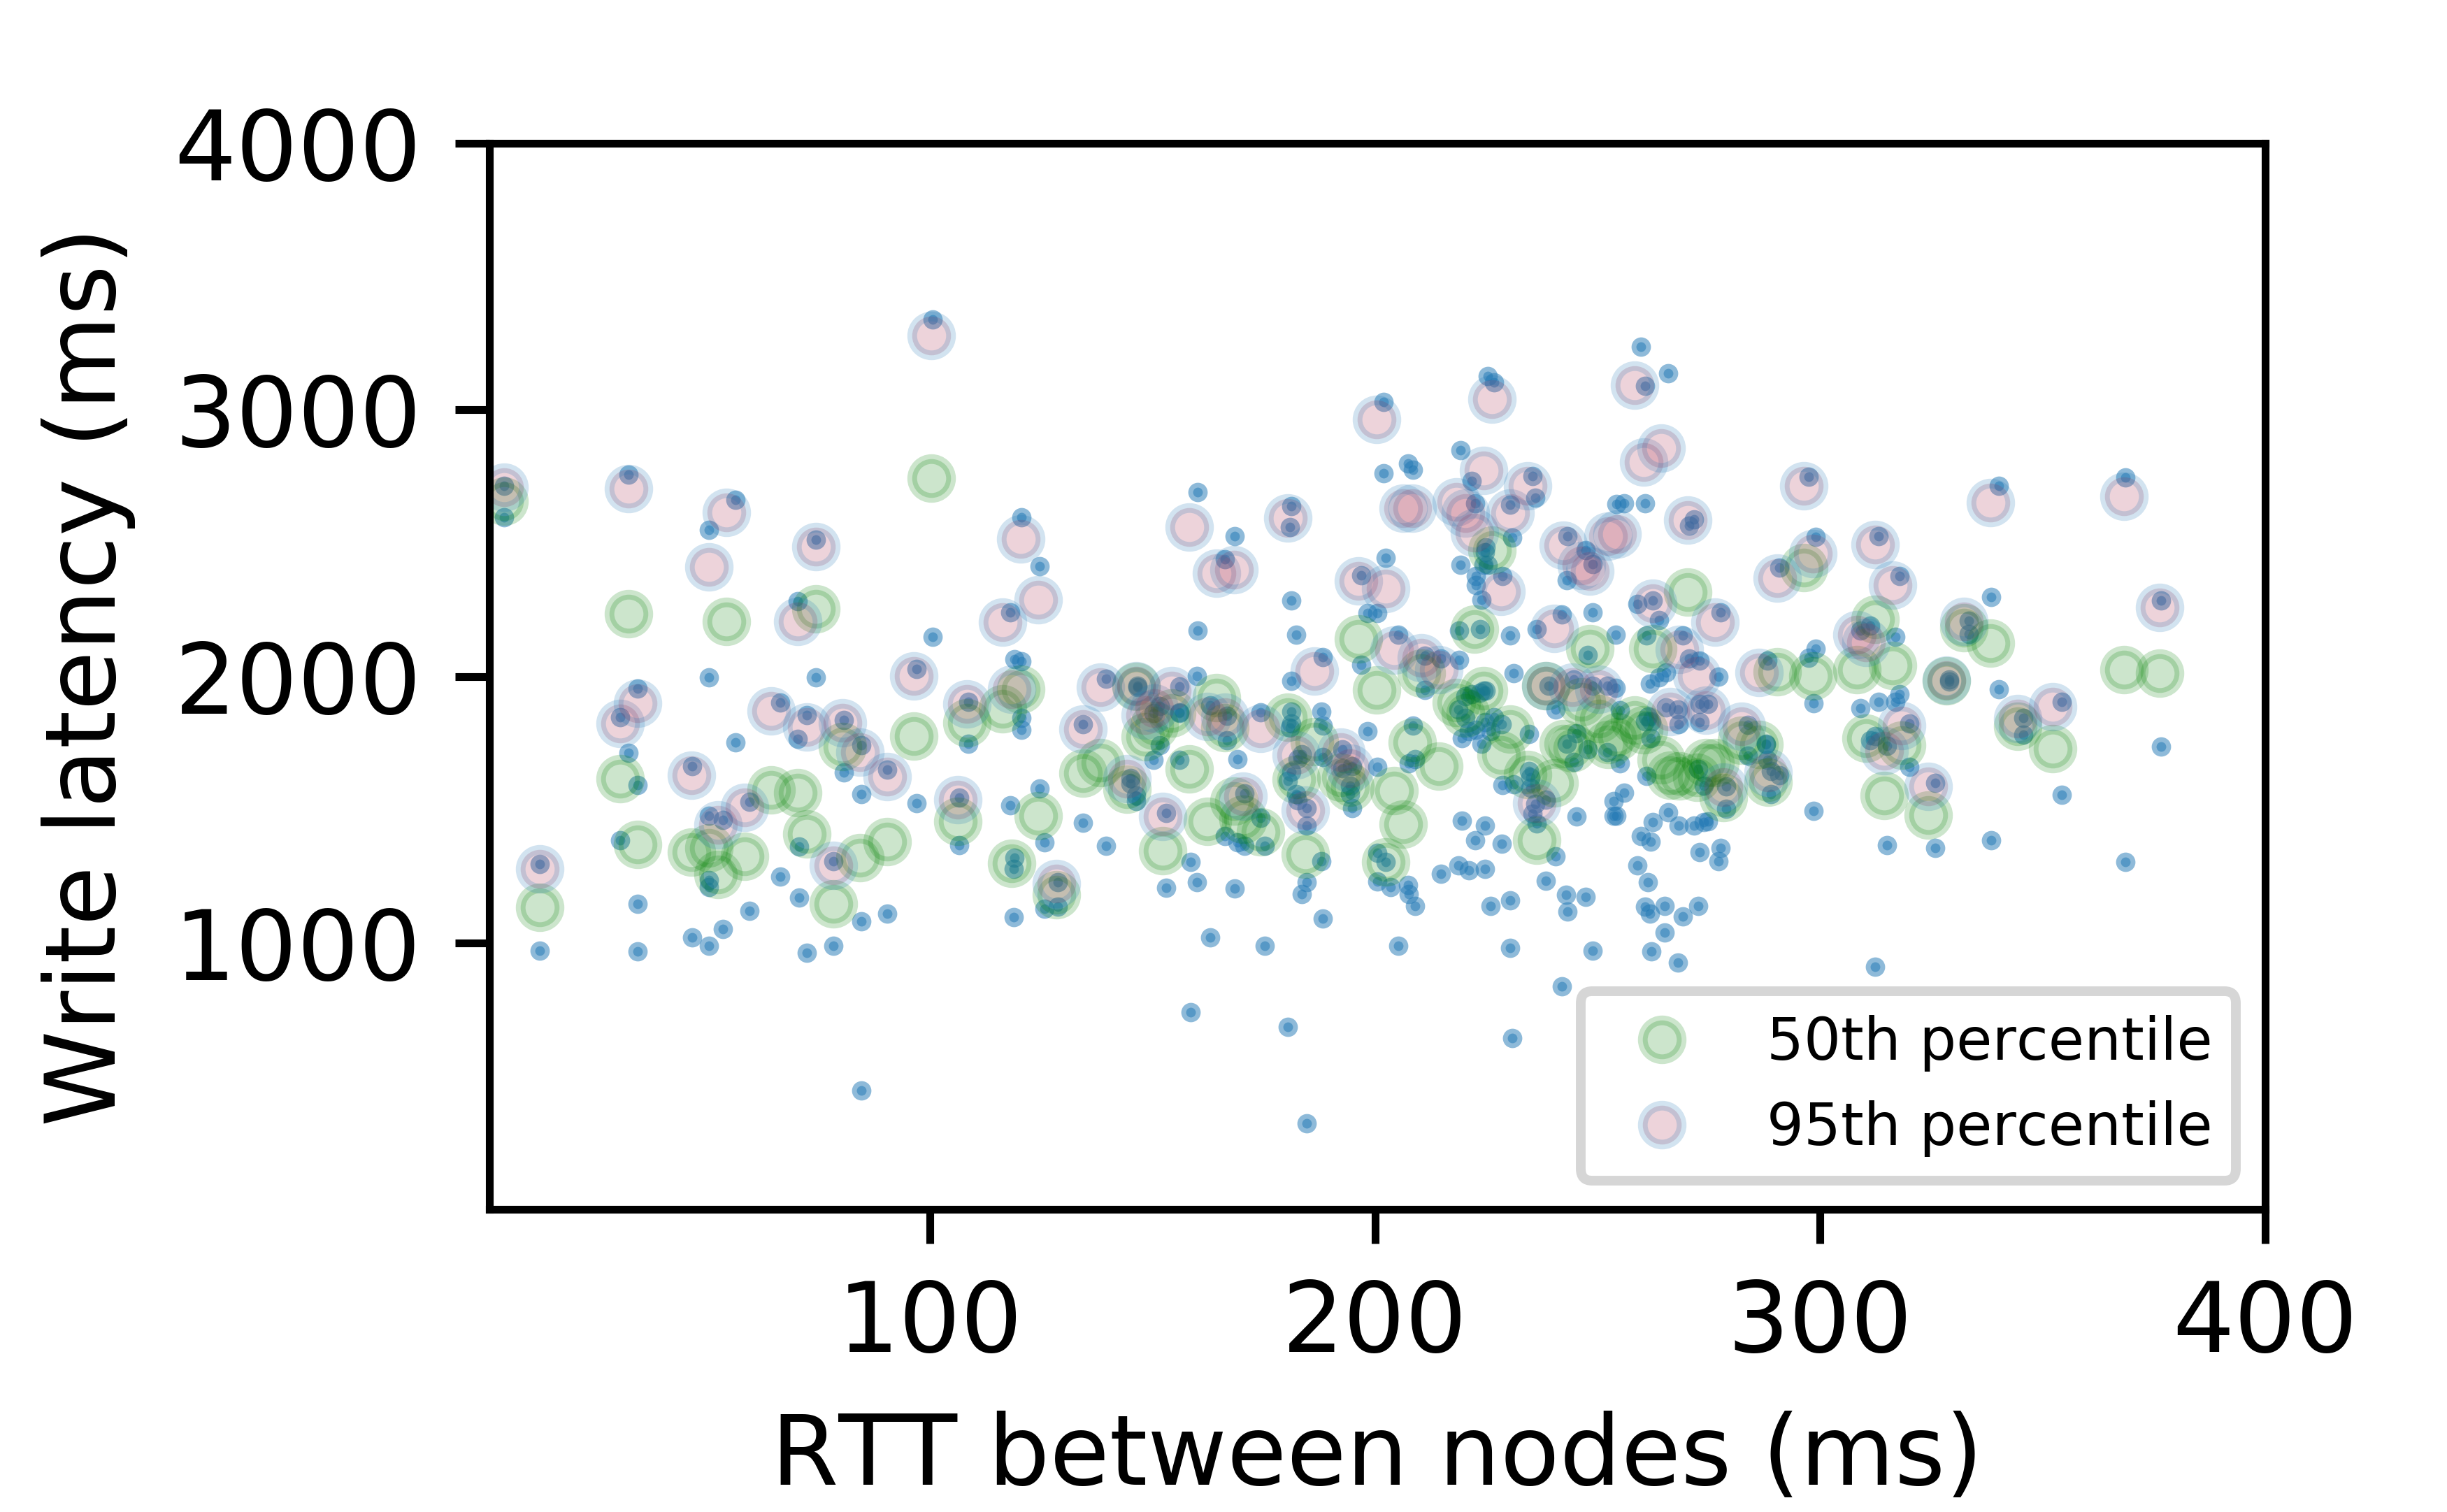 4000
3000
2000
1000
Write latency (ms)
50th percentile
95th percentile
100 200 300 400
RTT between nodes (ms)